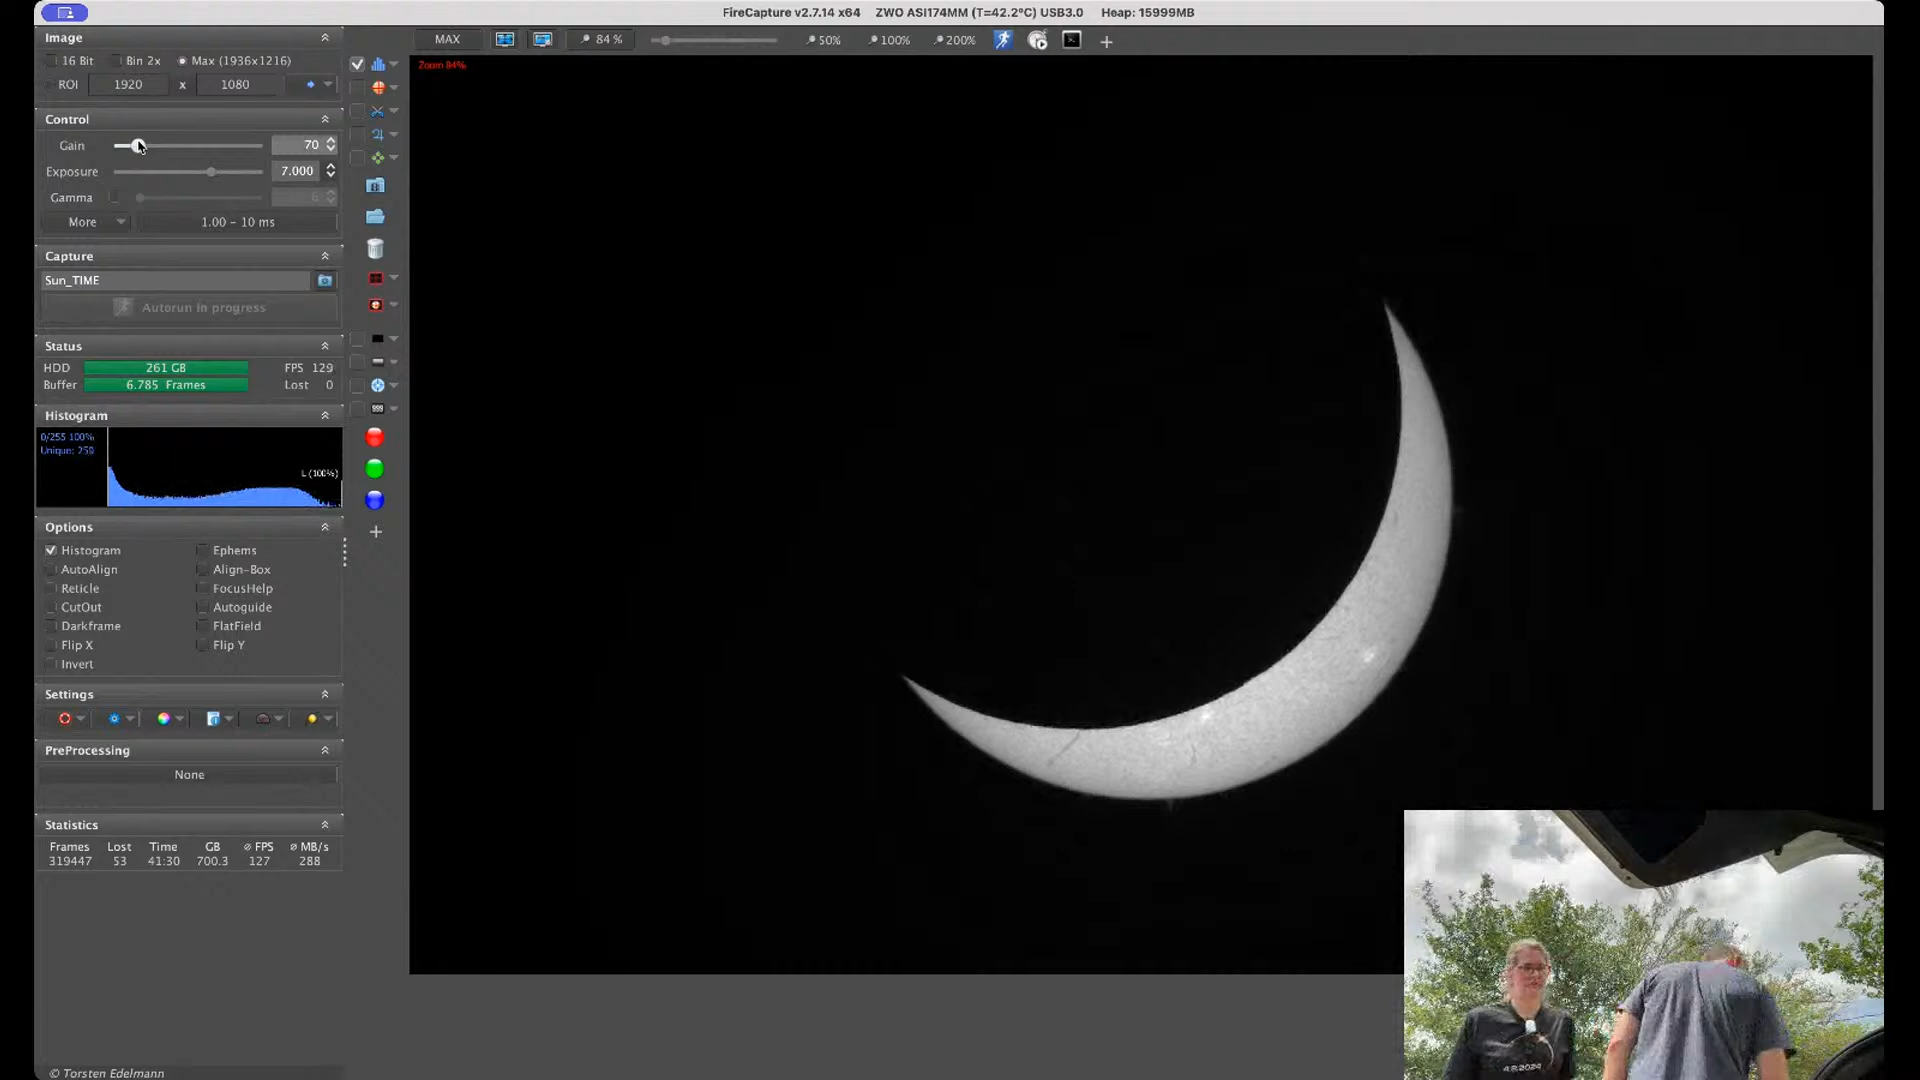 FireCapture v2.7.14 x64 ZWO ASI174MM (T=42.2°C) USB3.0 Heap: 15999MB
Image
16 Bit Bin 2x Max (1936x1216)
ROI 1920 x 1080
Control
Gain 70
Exposure 7.000
Gamma 6
More 1.00 - 10 ms
Capture
Sun_TIME
Autorun in progress
Status
HDD 261 GB FPS 129
Buffer 6.785 Frames Lost 0
Histogram
0/255 100%
Unique: 250
L (100%)
Options
Histogram Ephems
AutoAlign Align-Box
Reticle FocusHelp
CutOut Autoguide
Darkframe FlatField
Flip X Flip Y
Invert
Settings
PreProcessing
None
Statistics
Frames Lost Time GB ø FPS ø MB/s
319447 53 41:30 700.3 127 288
© Torsten Edelmann
MAX 84 % 50% 100% 200%
Zoom 84%
999
4.8.2024